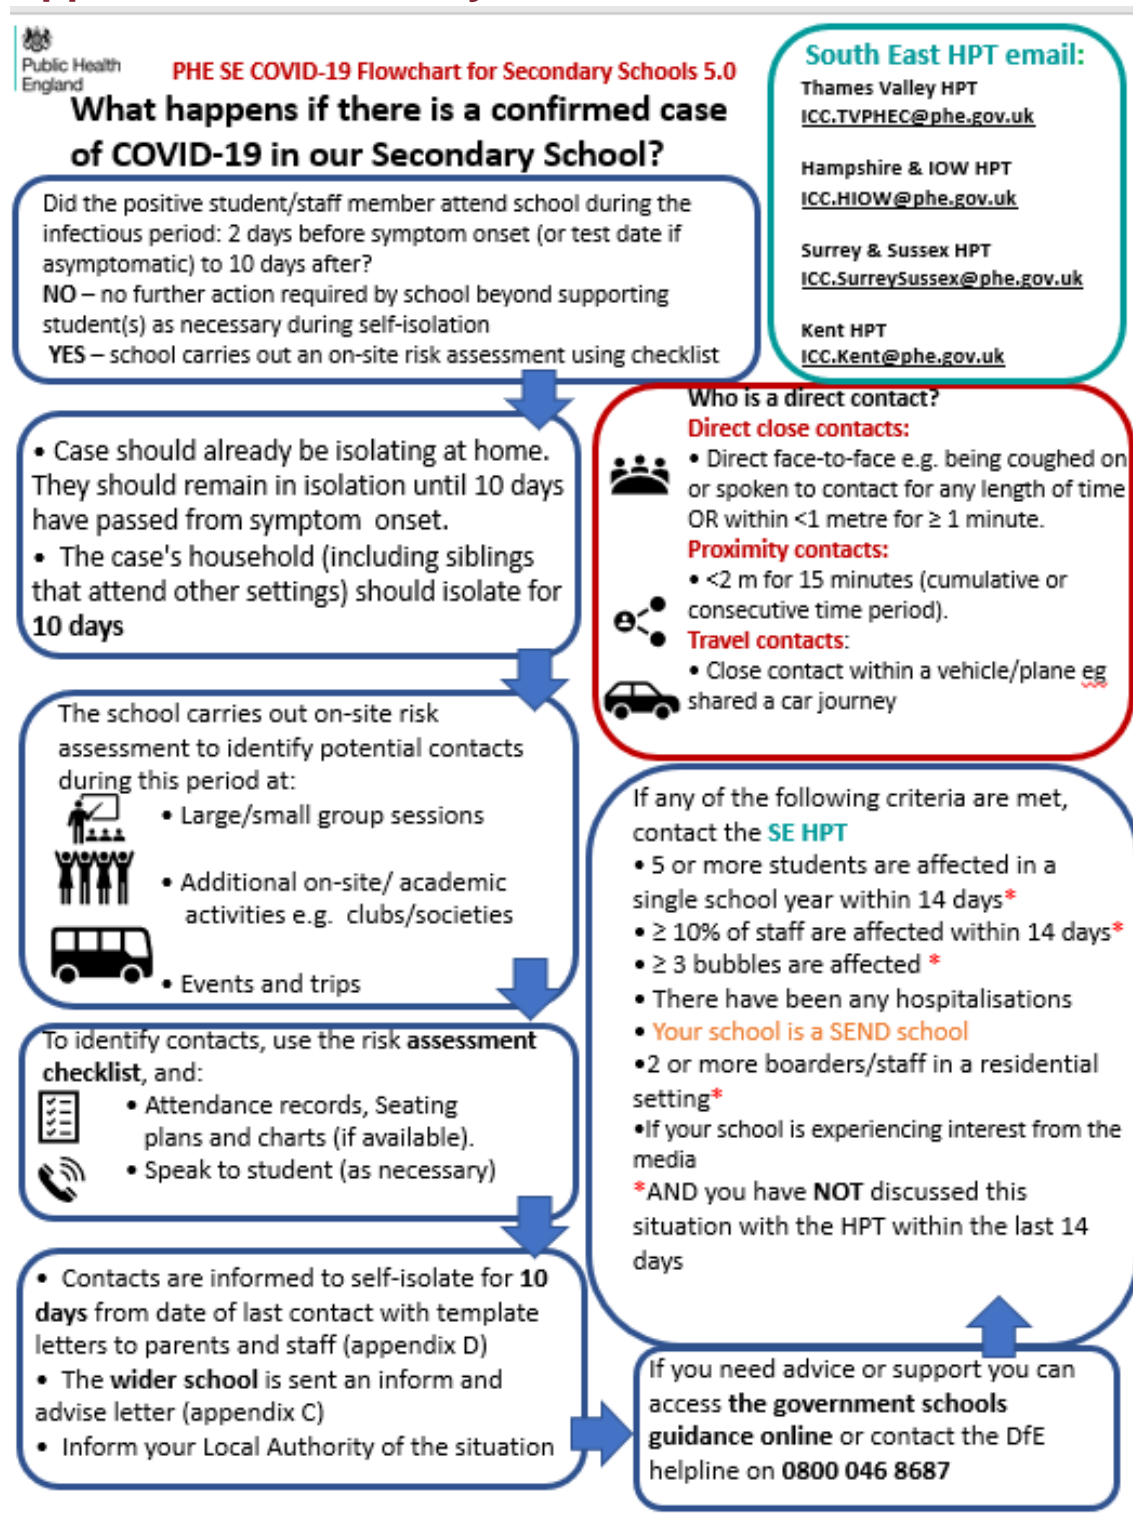 Public Health
England
PHE SE COVID-19 Flowchart for Secondary Schools 5.0
What happens if there is a confirmed case
of COVID-19 in our Secondary School?
South East HPT email:
Thames Valley HPT
ICC.TVPHEC@phe.gov.uk
Hampshire & IOW HPT
ICC.HIOW@phe.gov.uk
Surrey & Sussex HPT
ICC.SurreySussex@phe.gov.uk
Kent HPT
ICC.Kent@phe.gov.uk
Did the positive student/staff member attend school during the
infectious period: 2 days before symptom onset (or test date if
asymptomatic) to 10 days after?
NO – no further action required by school beyond supporting
student(s) as necessary during self-isolation
YES – school carries out an on-site risk assessment using checklist
• Case should already be isolating at home.
They should remain in isolation until 10 days
have passed from symptom onset.
• The case's household (including siblings
that attend other settings) should isolate for
10 days
Who is a direct contact?
Direct close contacts:
• Direct face-to-face e.g. being coughed on
or spoken to contact for any length of time
OR within <1 metre for ≥ 1 minute.
Proximity contacts:
• <2 m for 15 minutes (cumulative or
consecutive time period).
Travel contacts:
• Close contact within a vehicle/plane eg
shared a car journey
The school carries out on-site risk
assessment to identify potential contacts
during this period at:
• Large/small group sessions
• Additional on-site/ academic
activities e.g. clubs/societies
• Events and trips
To identify contacts, use the risk assessment
checklist, and:
• Attendance records, Seating
plans and charts (if available).
• Speak to student (as necessary)
• Contacts are informed to self-isolate for 10
days from date of last contact with template
letters to parents and staff (appendix D)
• The wider school is sent an inform and
advise letter (appendix C)
• Inform your Local Authority of the situation
If you need advice or support you can
access the government schools
guidance online or contact the DfE
helpline on 0800 046 8687
If any of the following criteria are met,
contact the SE HPT
• 5 or more students are affected in a
single school year within 14 days*
• ≥ 10% of staff are affected within 14 days*
• ≥ 3 bubbles are affected *
• There have been any hospitalisations
• Your school is a SEND school
•2 or more boarders/staff in a residential
setting*
•If your school is experiencing interest from the
media
*AND you have NOT discussed this
situation with the HPT within the last 14
days